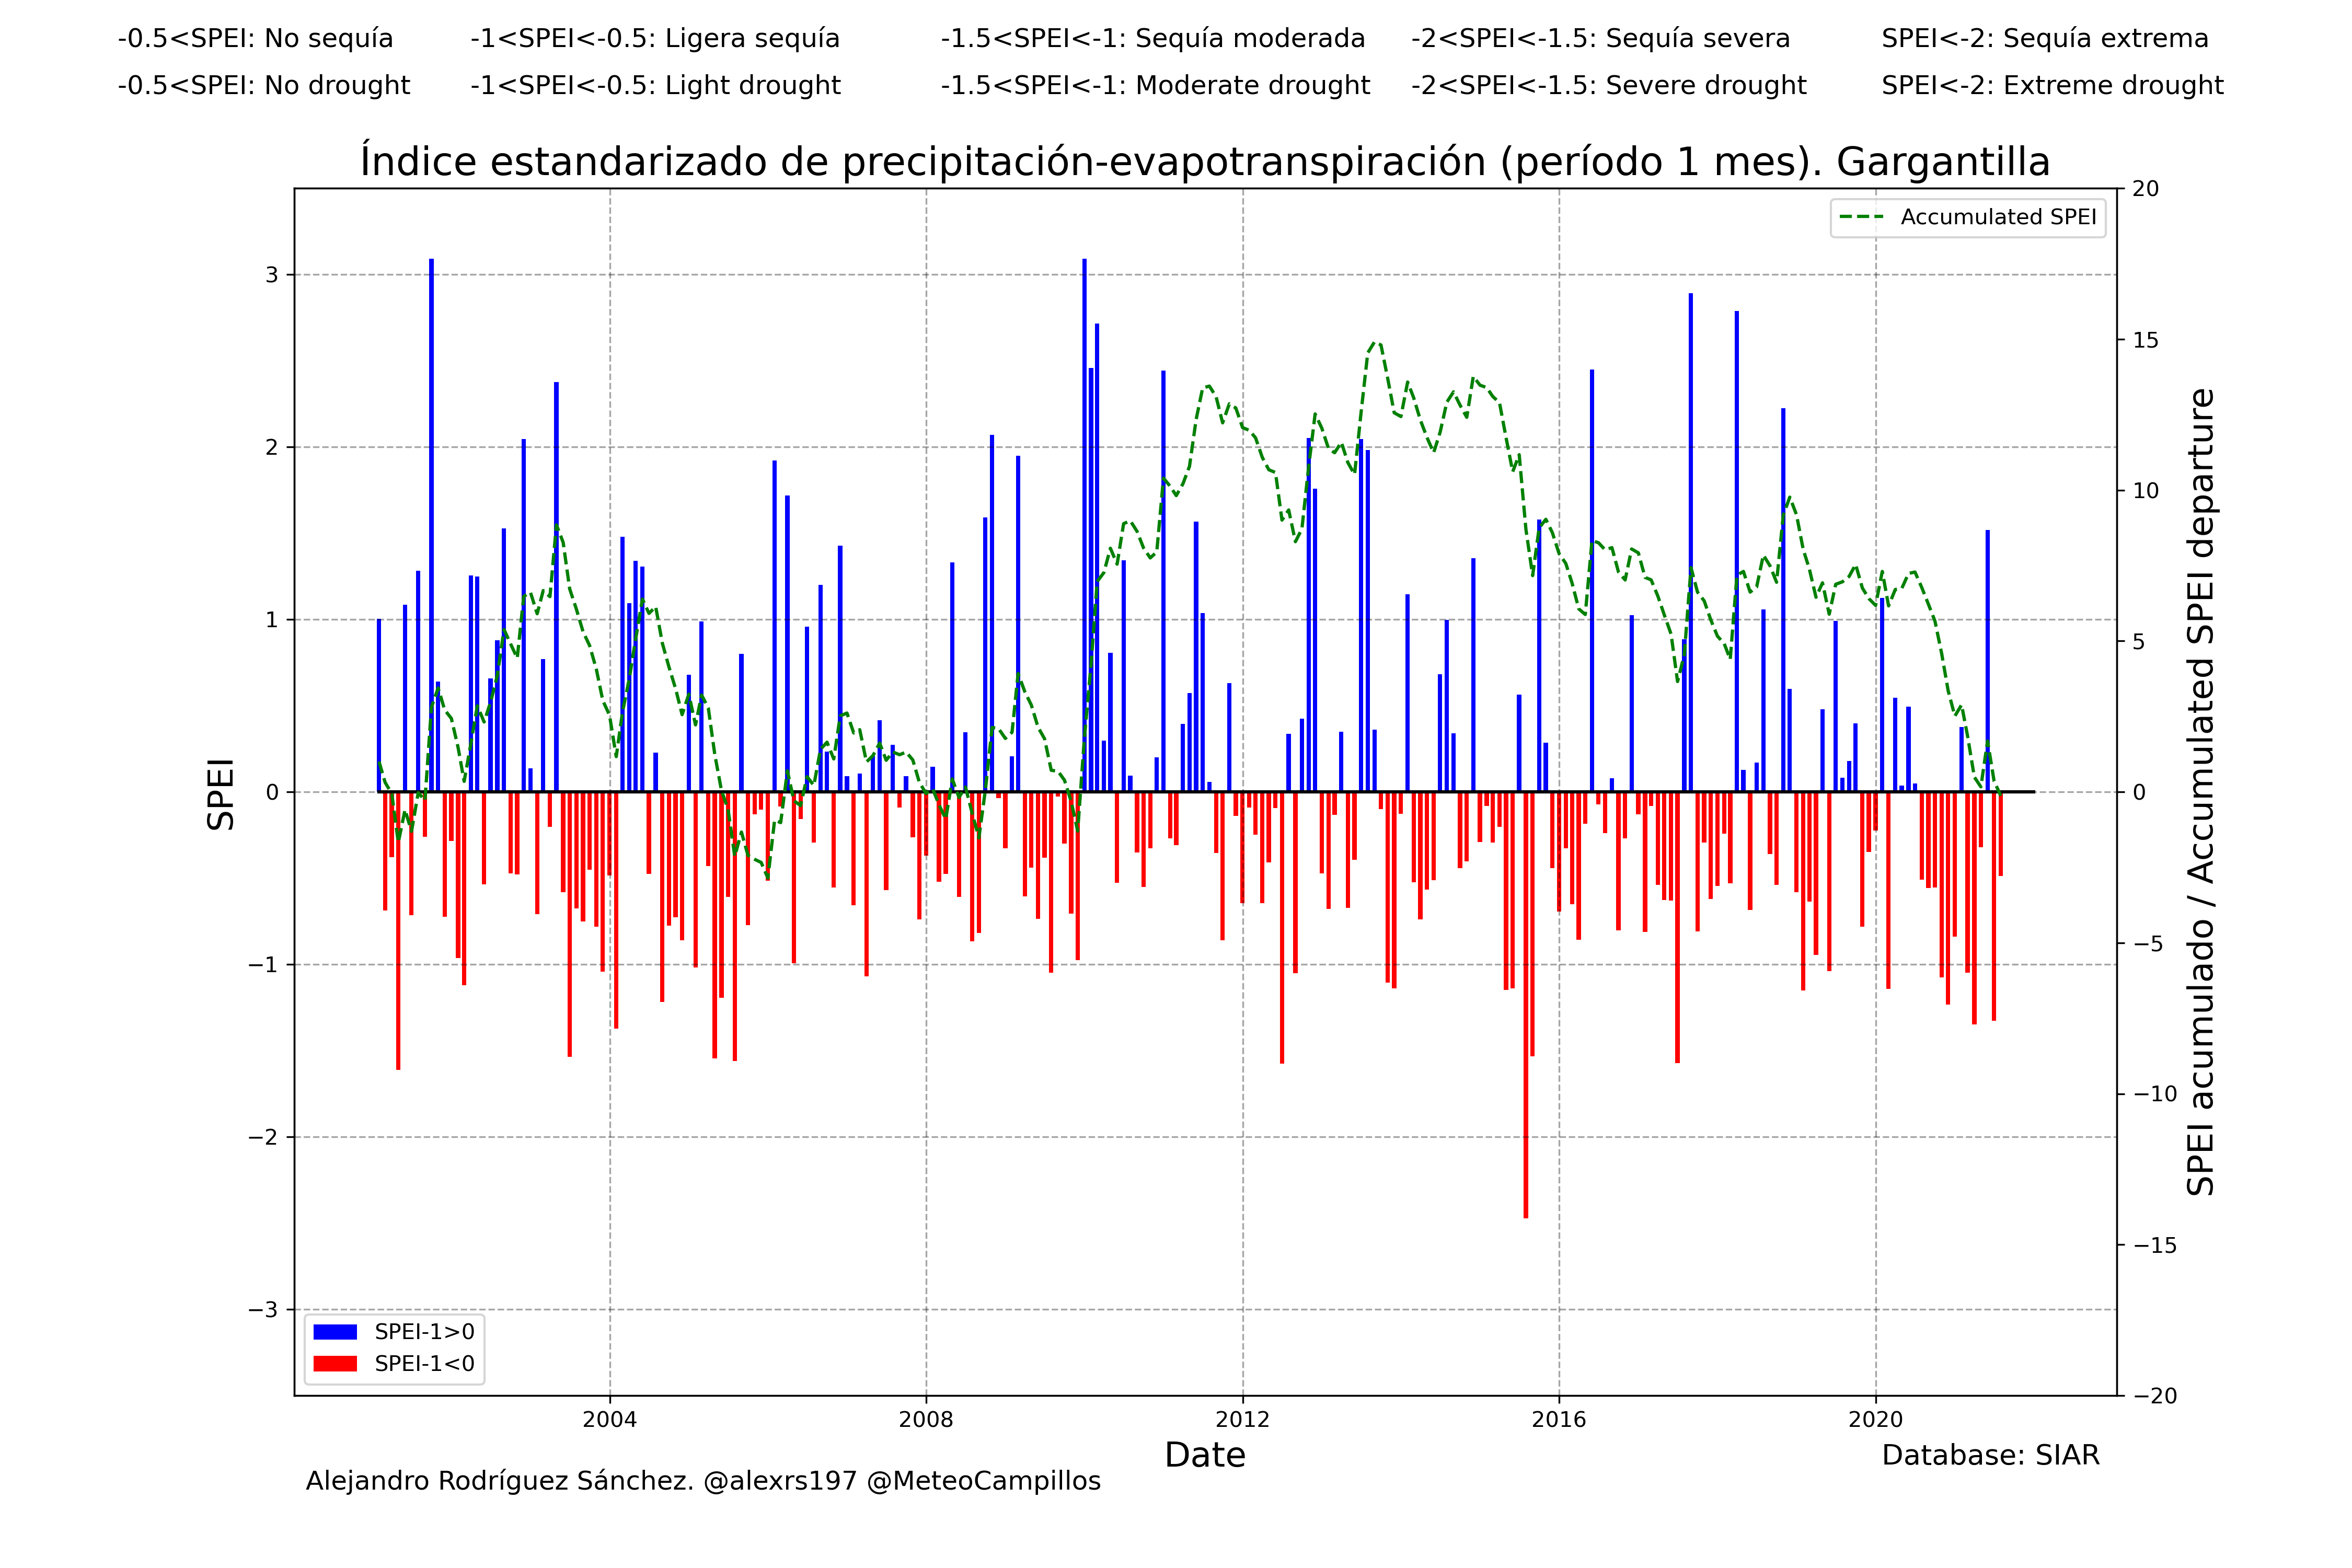 -0.5<SPEI: No sequía -1<SPEI<-0.5: Ligera sequía -1.5<SPEI<-1: Sequía moderada -2<SPEI<-1.5: Sequía severa SPEI<-2: Sequía extrema
-0.5<SPEI: No drought -1<SPEI<-0.5: Light drought -1.5<SPEI<-1: Moderate drought -2<SPEI<-1.5: Severe drought SPEI<-2: Extreme drought
Índice estandarizado de precipitación-evapotranspiración (período 1 mes). Gargantilla
Accumulated SPEI
SPEI
3
2
1
0
−1
−2
−3
20
15
10
5
0
−5
−10
−15
−20
SPEI acumulado / Accumulated SPEI departure
SPEI-1>0
SPEI-1<0
2004 2008 2012 2016 2020
Date
Database: SIAR
Alejandro Rodríguez Sánchez. @alexrs197 @MeteoCampillos